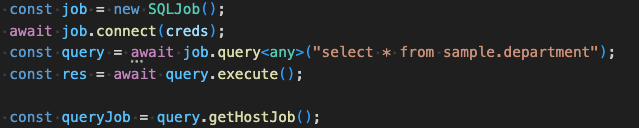 const job = new SQLJob();
await job.connect(creds);
const query = await job.query<any>("select * from sample.department");
const res = await query.execute();

const queryJob = query.getHostJob();